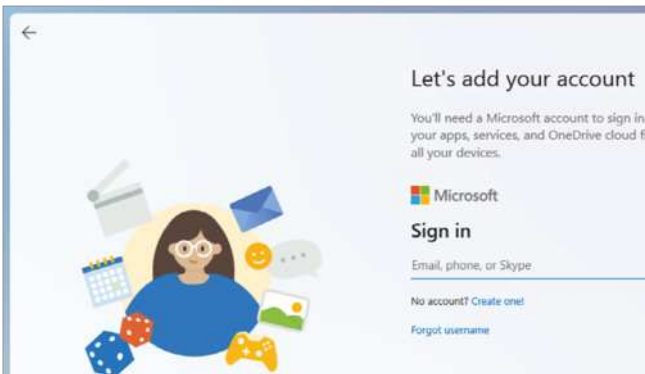 Let's add your account
You'll need a Microsoft account to sign in
your apps, services, and OneDrive cloud
all your devices.
Microsoft
Sign in
Email, phone, or Skype
No account? Create one!
Forgot username